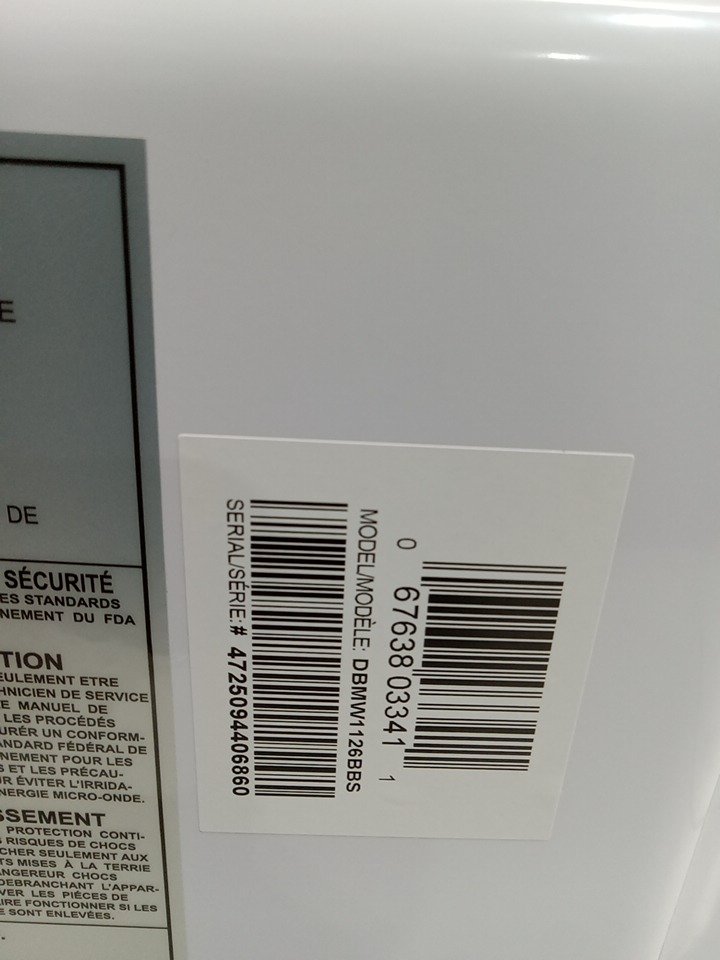 E
DE
SÉCURITÉ
ES STANDARDS
NEMENT DU FDA
TION
EULEMENT ETRE
HNICIEN DE SERVICE
E MANUEL DE
LES PROCÉDÉS
URÉR UN CONFORM-
ANDARD FÉDÉRAL DE
NEMENT POUR LES
S ET LES PRÉCAU-
R ÉVITER L'IRRIDA-
NERGIE MICRO-ONDE.
SSEMENT
PROTECTION CONTI-
S RISQUES DE CHOCS
CHER SEULEMENT AUX
TS MISES À LA TERRIE
ANGEREUR CHOCS
DEBRANCHANT L'APPAR-
VER LES PIÈCES DE
IRE FONCTIONNER SI LES
E SONT ENLEVÉES.
0 67638 03341 1
MODEL/MODÈLE: DBMW1126BBS
SERIAL/SÉRIE:# 4725094406860